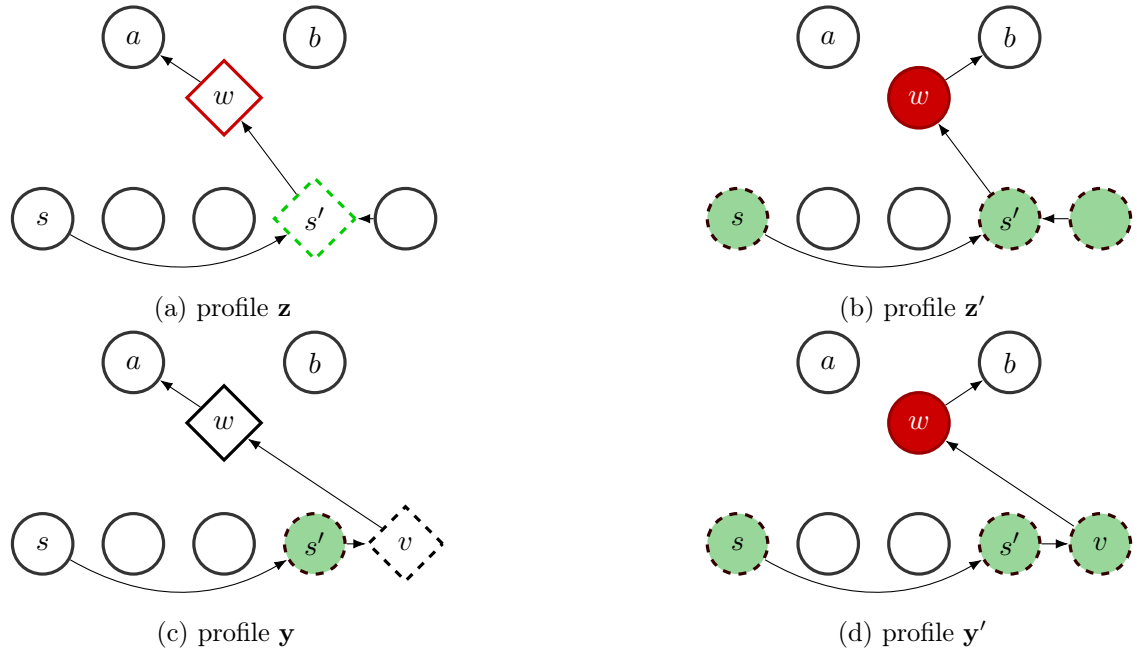 a b a b
w w
s s′ s s′
(a) profile z (b) profile z′
a b a b
w w
s s′ v s s′ v
(c) profile y (d) profile y′